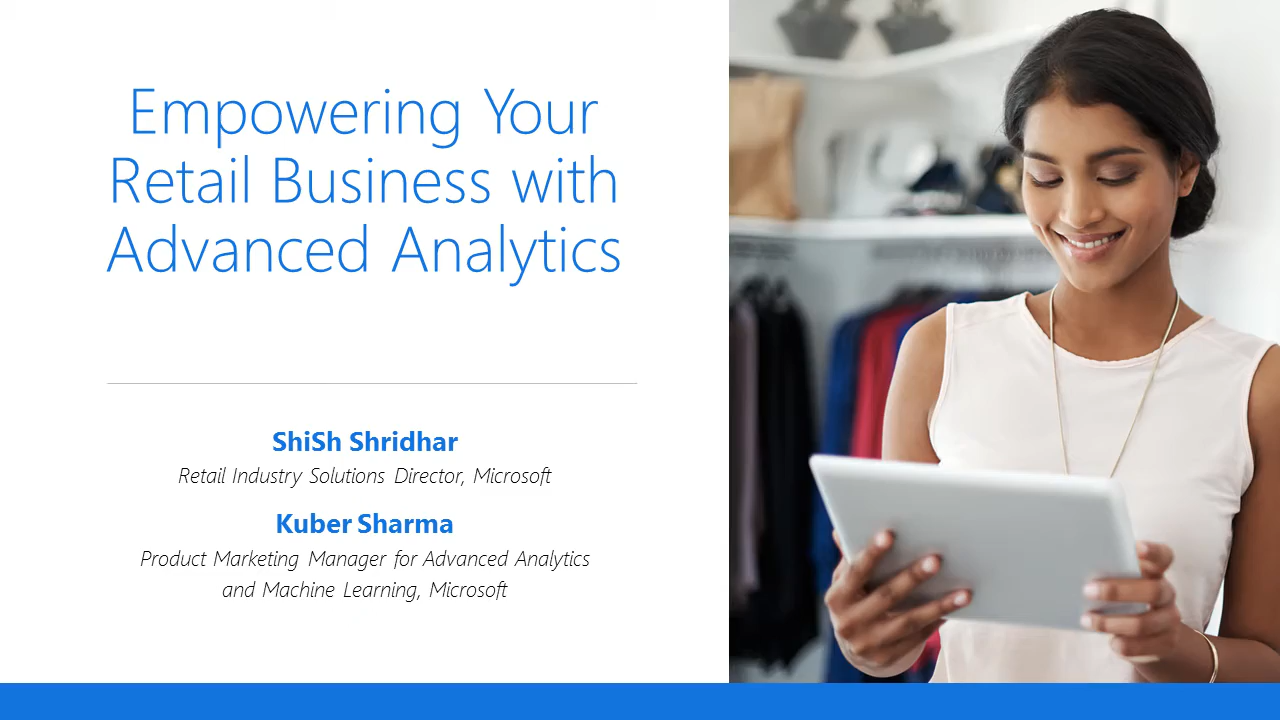 Empowering Your
Retail Business with
Advanced Analytics
ShiSh Shridhar
Retail Industry Solutions Director, Microsoft
Kuber Sharma
Product Marketing Manager for Advanced Analytics
and Machine Learning, Microsoft